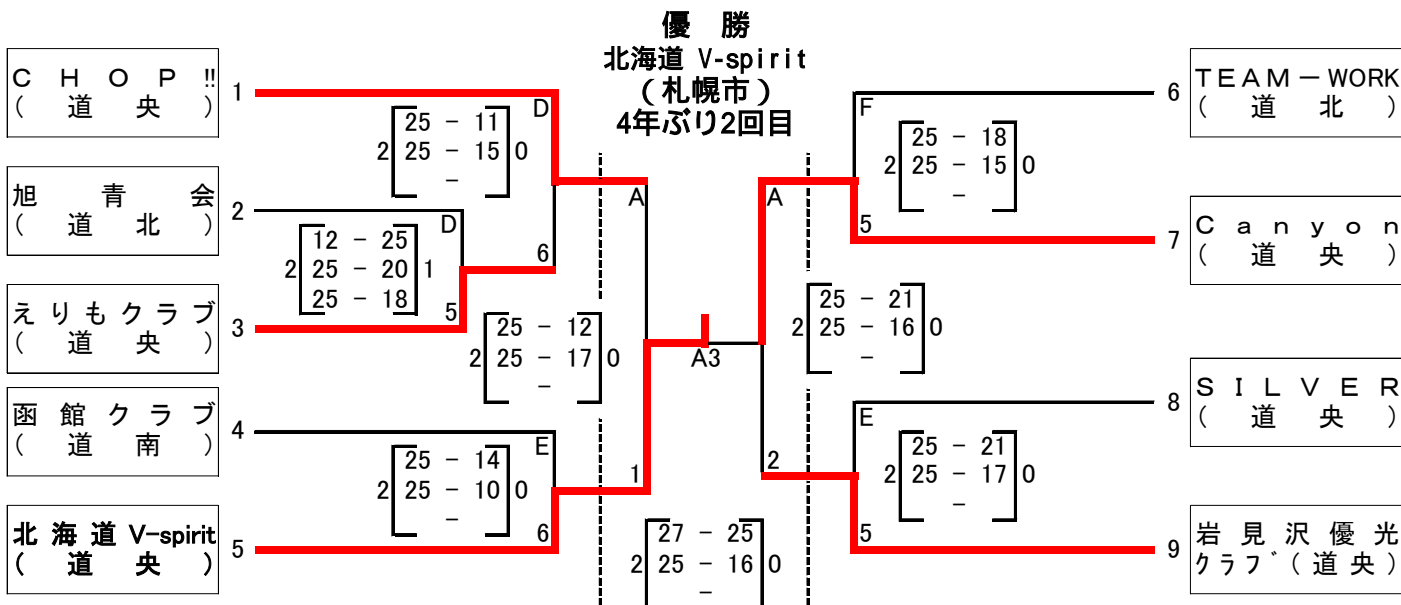 優 勝
北海道 V-spirit
（札幌市）
4年ぶり2回目
ＣＨＯＰ!!
( 道央 )
1
旭青会
( 道北 )
2
えりもクラブ
( 道央 )
3
函館クラブ
( 道南 )
4
北海道V-spirit
( 道央 )
5
D
2 25 - 11 0
25 - 15
-
D
2 12 - 25 1
25 - 20
25 - 18
5
6
A
2 25 - 12 0
25 - 17
-
E
2 25 - 14 0
25 - 10
-
6
1
A3
2 27 - 25 0
25 - 16
-
A
2 25 - 21 0
25 - 16
-
2
F
2 25 - 18 0
25 - 15
-
5
E
2 25 - 21 0
25 - 17
-
5
6
TEAM－WORK
( 道北 )
7
Ｃａｎｙｏｎ
( 道央 )
8
ＳＩＬＶＥＲ
( 道央 )
9
岩見沢優光
ｸﾗﾌﾞ(道央)